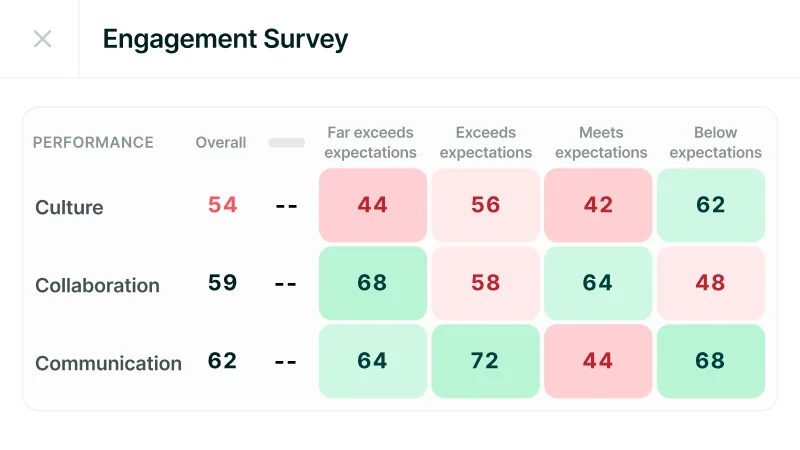 Engagement Survey
PERFORMANCE Overall Far exceeds expectations Exceeds expectations Meets expectations Below expectations
Culture 54 -- 44 56 42 62
Collaboration 59 -- 68 58 64 48
Communication 62 -- 64 72 44 68